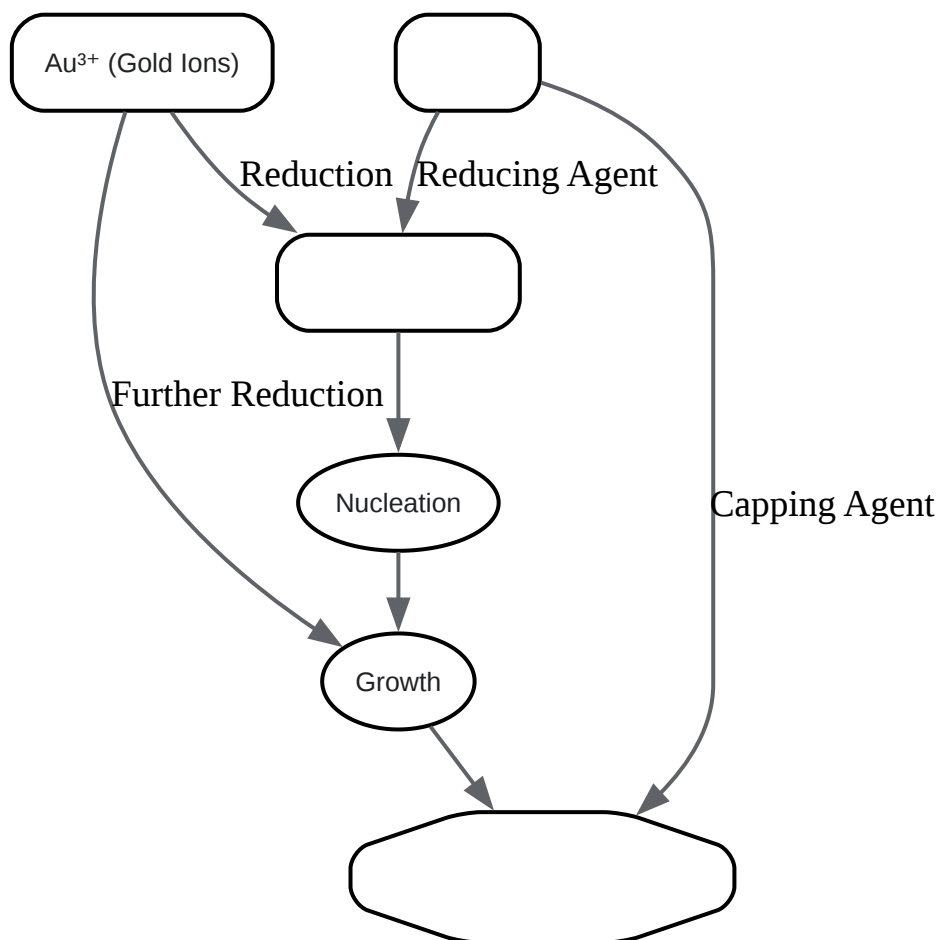 Au³⁺ (Gold Ions)
Reduction
Reducing Agent
Further Reduction
Nucleation
Capping Agent
Growth